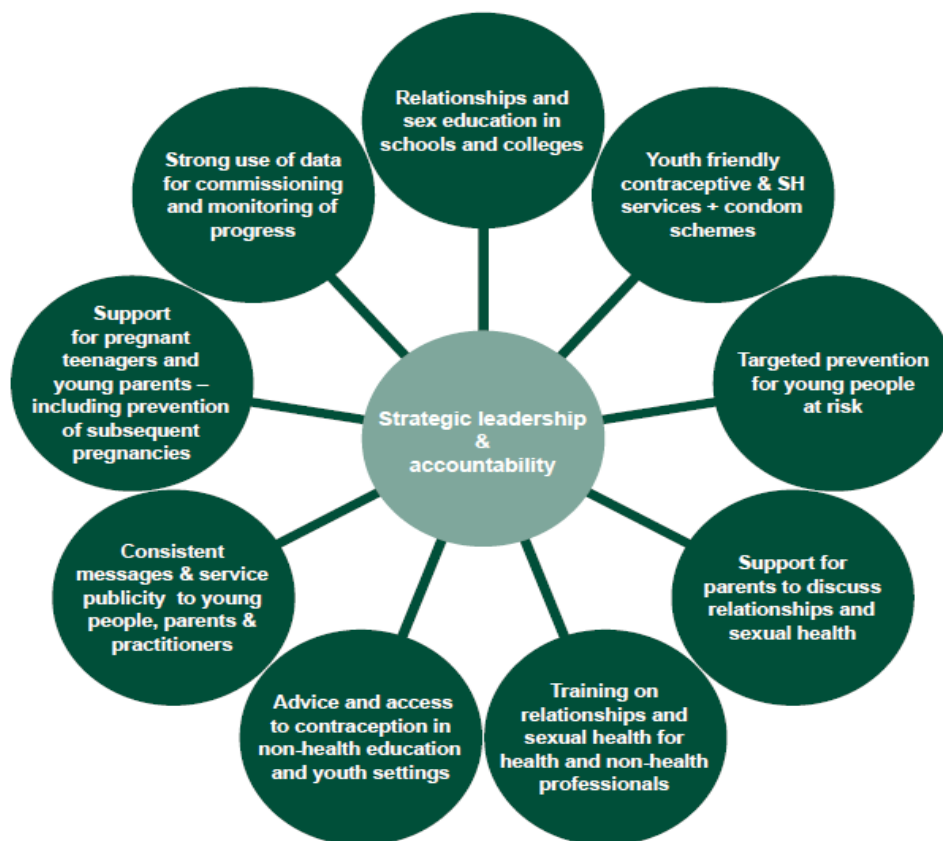 Relationships and
sex education in
schools and colleges
Youth friendly
contraceptive & SH
services + condom
schemes
Targeted prevention
for young people
at risk
Support for
parents to discuss
relationships and
sexual health
Training on
relationships and
sexual health for
health and non-health
professionals
Advice and access
to contraception in
non-health education
and youth settings
Consistent
messages & service
publicity to young
people, parents &
practitioners
Support
for pregnant
teenagers and
young parents –
including prevention
of subsequent
pregnancies
Strong use of data
for commissioning
and monitoring of
progress
Strategic leadership
&
accountability